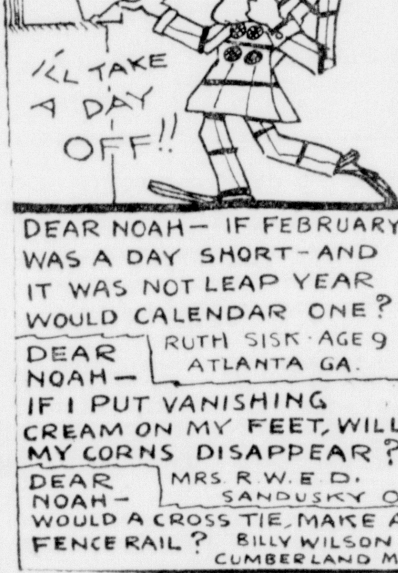 I'LL TAKE
A DAY
OFF!!
DEAR NOAH— IF FEBRUARY
WAS A DAY SHORT-AND
IT WAS NOT LEAP YEAR
WOULD CALENDAR ONE?
RUTH SISK-AGE 9
ATLANTA GA.
DEAR
NOAH—
IF I PUT VANISHING
CREAM ON MY FEET, WILL
MY CORNS DISAPPEAR?
MRS. R.W.E.D.
SANDUSKY O
DEAR
NOAH—
WOULD A CROSS TIE, MAKE A
FENCE RAIL? BILLY WILSON
CUMBERLAND M